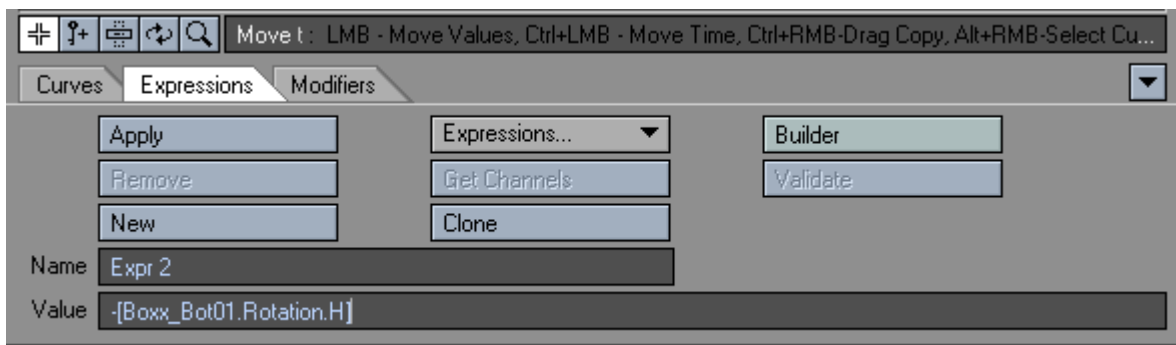 Move t : LMB - Move Values, Ctrl+LMB - Move Time, Ctrl+RMB-Drag Copy, Alt+RMB-Select Cu...
Curves Expressions Modifiers
Apply Expressions... Builder
Remove Get Channels Validate
New Clone
Name Expr 2
Value -[Boxx_Bot01.Rotation.H]